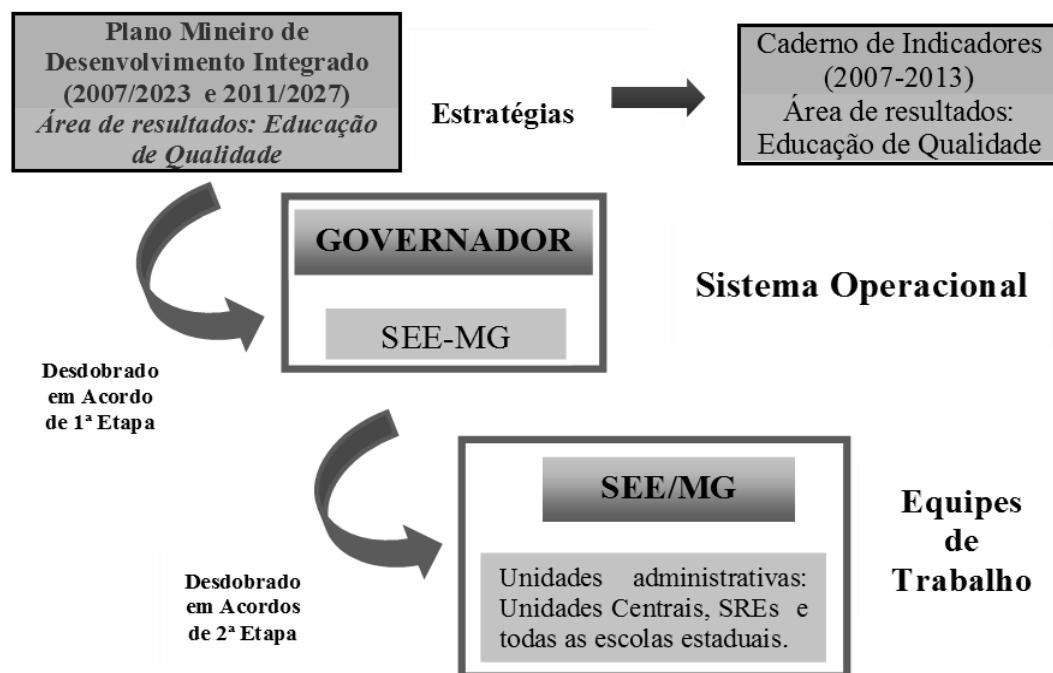 Plano Mineiro de
Desenvolvimento Integrado
(2007/2023 e 2011/2027)
Área de resultados: Educação
de Qualidade
Estratégias
Caderno de Indicadores
(2007-2013)
Área de resultados:
Educação de Qualidade
GOVERNADOR
SEE-MG
Sistema Operacional
Desdobrado
em Acordo
de 1ª Etapa
SEE/MG
Unidades administrativas:
Unidades Centrais, SREs e
todas as escolas estaduais.
Equipes
de
Trabalho
Desdobrado
em Acordos
de 2ª Etapa